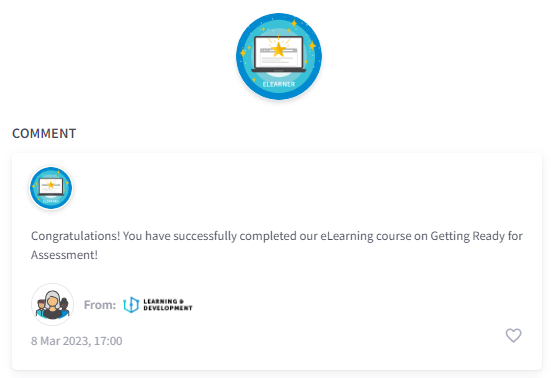 ELEARNER
COMMENT
Congratulations! You have successfully completed our eLearning course on Getting Ready for
Assessment!
From:
LEARNING &
DEVELOPMENT
8 Mar 2023, 17:00